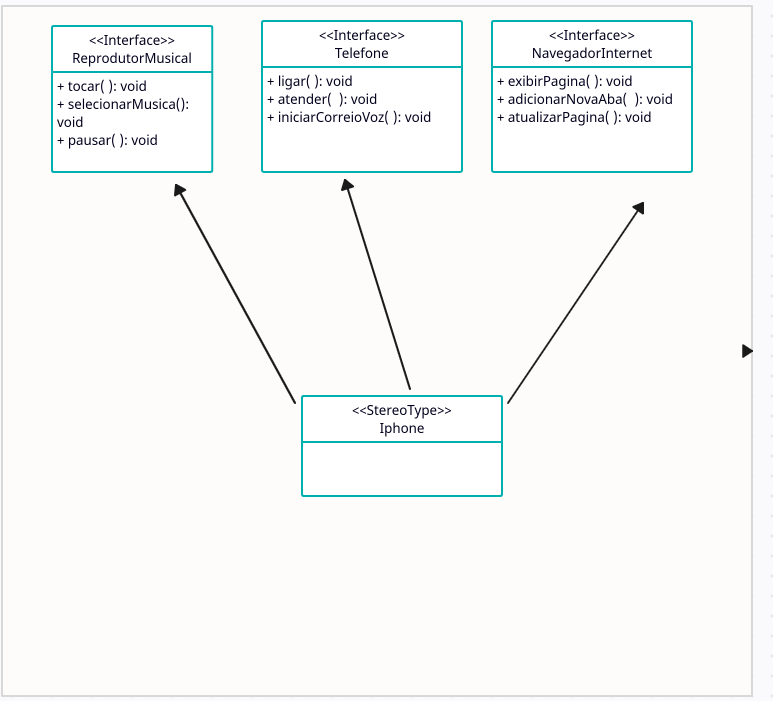 <<Interface>>
ReprodutorMusical
+ tocar( ): void
+ selecionarMusica():
void
+ pausar( ): void
<<Interface>>
Telefone
+ ligar( ): void
+ atender(  ): void
+ iniciarCorreioVoz( ): void
<<Interface>>
NavegadorInternet
+ exibirPagina( ): void
+ adicionarNovaAba(  ): void
+ atualizarPagina( ): void
<<StereoType>>
Iphone